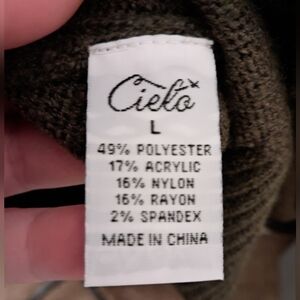 Cielo
L
49% POLYESTER
17% ACRYLIC
16% NYLON
16% RAYON
2% SPANDEX
MADE IN CHINA